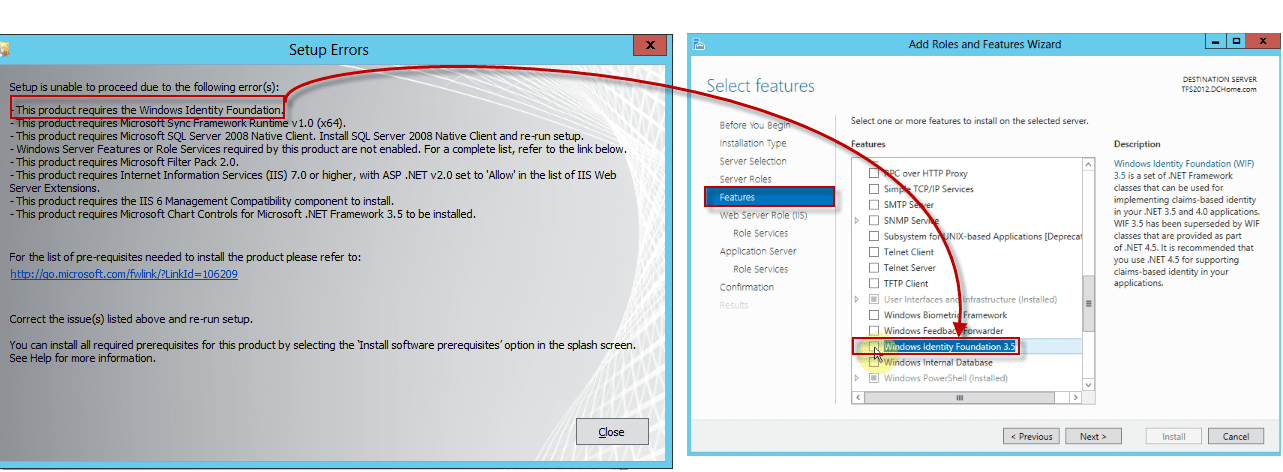 Setup Errors
x
Setup is unable to proceed due to the following error(s):
- This product requires the Windows Identity Foundation.
- This product requires Microsoft Sync Framework Runtime v1.0 (x64).
- This product requires Microsoft SQL Server 2008 Native Client. Install SQL Server 2008 Native Client and re-run setup.
- Windows Server Features or Role Services required by this product are not enabled. For a complete list, refer to the link below.
- This product requires Microsoft Filter Pack 2.0.
- This product requires Internet Information Services (IIS) 7.0 or higher, with ASP .NET v2.0 set to 'Allow' in the list of IIS Web
Server Extensions.
- This product requires the IIS 6 Management Compatibility component to install.
- This product requires Microsoft Chart Controls for Microsoft .NET Framework 3.5 to be installed.
For the list of pre-requisites needed to install the product please refer to:
http://go.microsoft.com/fwlink/?LinkId=106209
Correct the issue(s) listed above and re-run setup.
You can install all required prerequisites for this product by selecting the 'Install software prerequisites' option in the splash screen.
See Help for more information.
Close
Add Roles and Features Wizard
x
Select features
DESTINATION SERVER
TFS2012.DCHome.com
Before You Begin
Installation Type
Server Selection
Server Roles
Features
Web Server Role (IIS)
Role Services
Application Server
Role Services
Confirmation
Results
Select one or more features to install on the selected server.
Features
RPC over HTTP Proxy
Simple TCP/IP Services
SMTP Server
SNMP Service
Subsystem for UNIX-based Applications [Deprecat
Telnet Client
Telnet Server
TFTP Client
User Interfaces and Infrastructure (Installed)
Windows Biometric Framework
Windows Feedback Forwarder
Windows Identity Foundation 3.5
Windows Internal Database
Windows PowerShell (Installed)
Description
Windows Identity Foundation (WIF)
3.5 is a set of .NET Framework
classes that can be used for
implementing claims-based identity
in your .NET 3.5 and 4.0 applications.
WIF 3.5 has been superseded by WIF
classes that are provided as part
of .NET 4.5. It is recommended that
you use .NET 4.5 for supporting
claims-based identity in your
applications.
< Previous
Next >
Install
Cancel